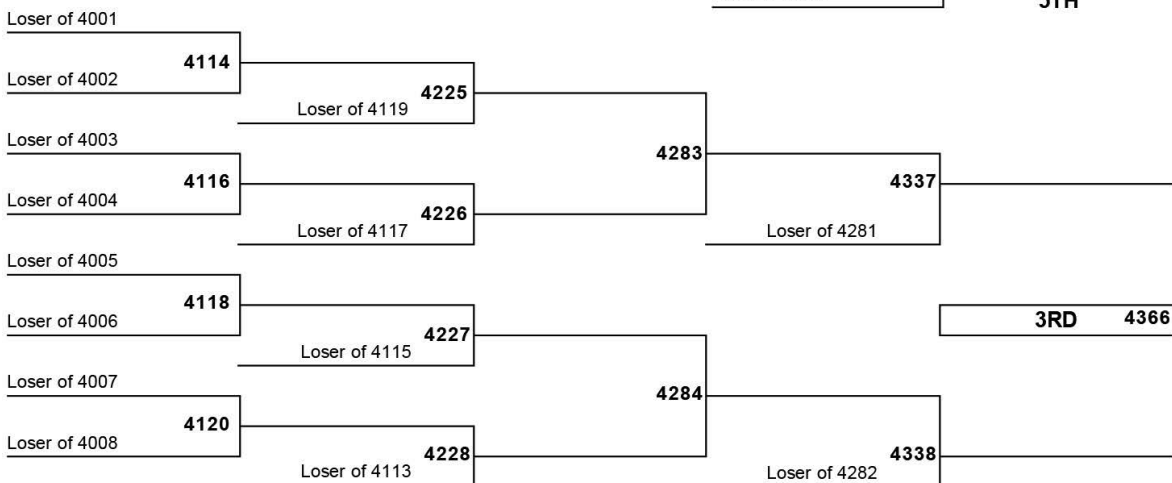 5TH
Loser of 4001
4114
Loser of 4002
4225
Loser of 4119
Loser of 4003
4283
4116
4337
Loser of 4004
4226
Loser of 4117
Loser of 4281
Loser of 4005
4118
Loser of 4006
3RD 4366
4227
Loser of 4115
Loser of 4007
4284
4120
Loser of 4008
4228
4338
Loser of 4113
Loser of 4282